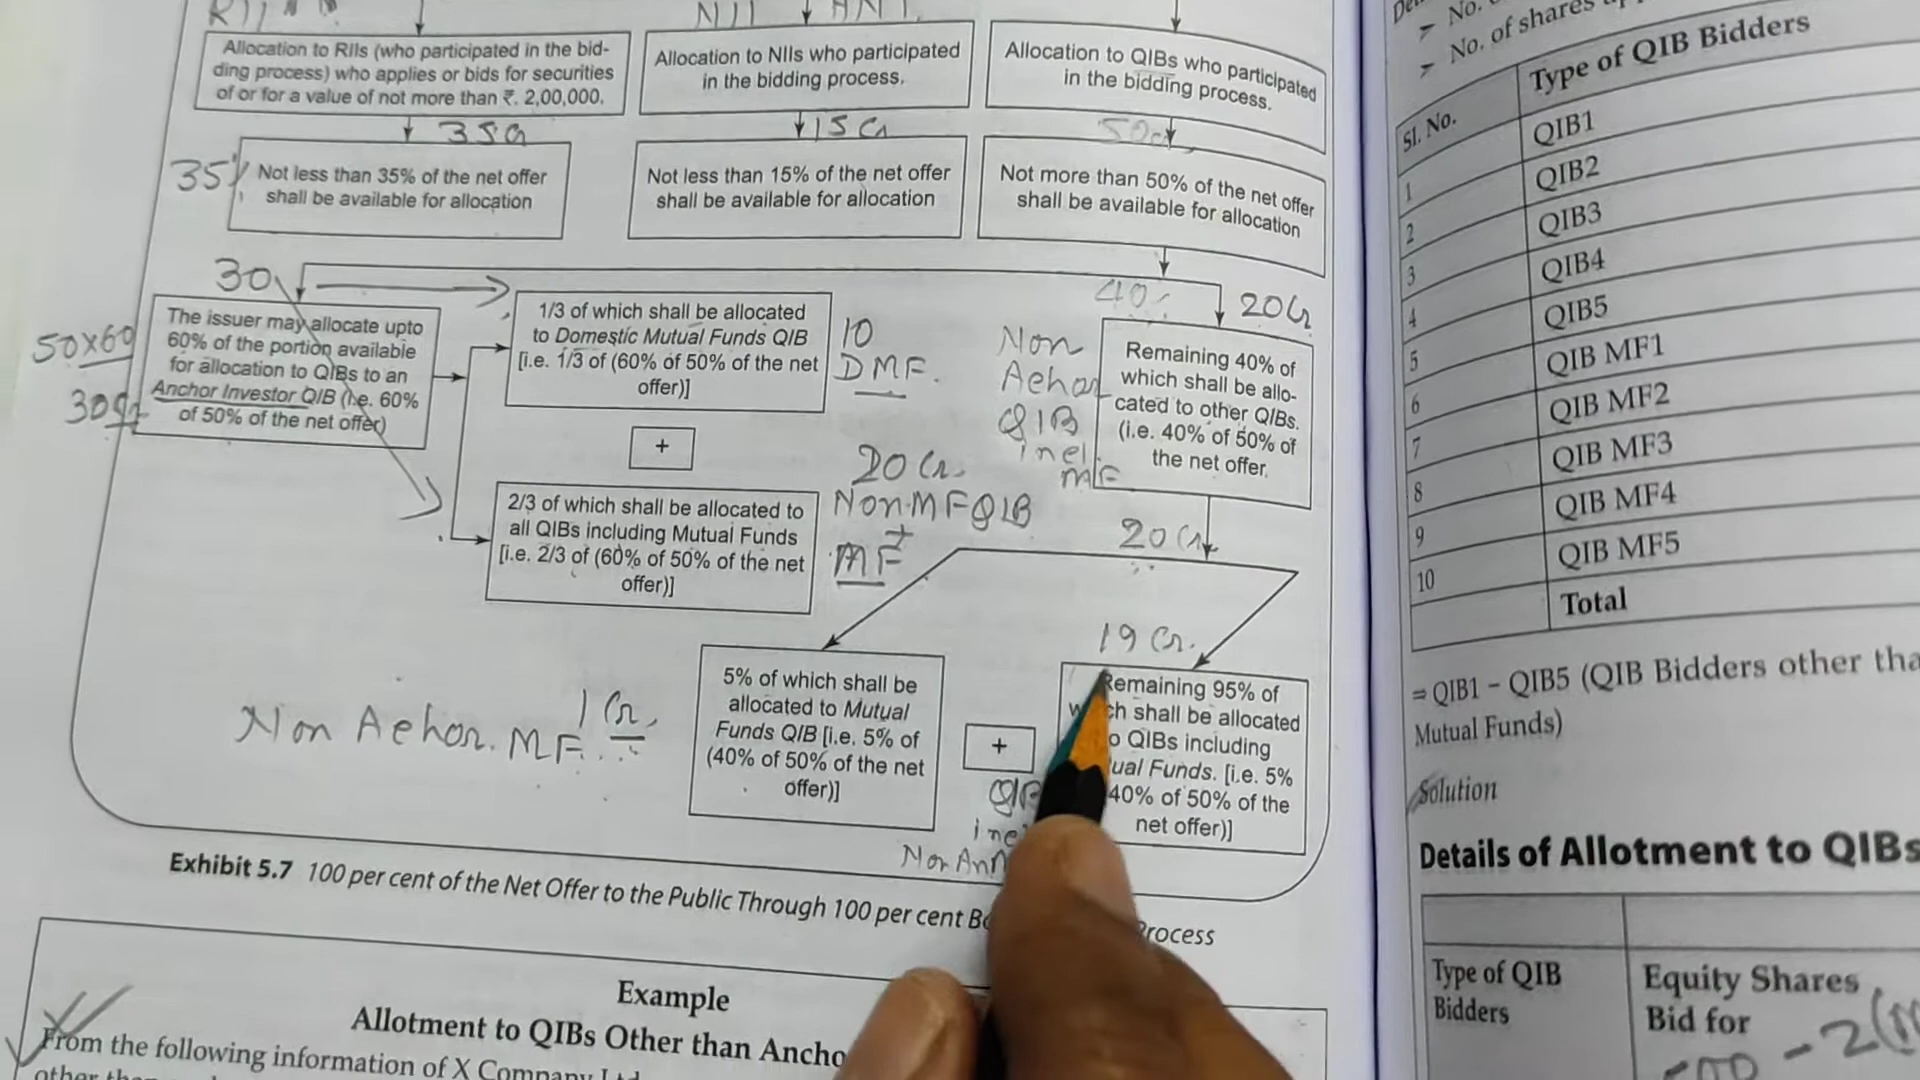 RII
NII
HNI
Allocation to RIIs (who participated in the bid-
ding process) who applies or bids for securities
of or for a value of not more than ₹. 2,00,000.
Allocation to NIIs who participated
in the bidding process.
Allocation to QIBs who participated
in the bidding process.
35Cr
15 Cr
50Cr
35%
Not less than 35% of the net offer
shall be available for allocation
Not less than 15% of the net offer
shall be available for allocation
Not more than 50% of the net offer
shall be available for allocation
30
40%
20Cr
50x60
30Cr
The issuer may allocate upto
60% of the portion available
for allocation to QIBs to an
Anchor Investor QIB (i.e. 60%
of 50% of the net offer)
1/3 of which shall be allocated
to Domestic Mutual Funds QIB
[i.e. 1/3 of (60% of 50% of the net
offer)]
10
DMF.
Non
Achor
QIB
incl.
MF
Remaining 40% of
which shall be allo-
cated to other QIBs.
(i.e. 40% of 50% of
the net offer.
+
2/3 of which shall be allocated to
all QIBs including Mutual Funds
[i.e. 2/3 of (60% of 50% of the net
offer)]
20 Cr.
Non-MF QIB
+
MF
20 Cr
19 Cr.
Non Achor. MF.
1 Cr.
5% of which shall be
allocated to Mutual
Funds QIB [i.e. 5% of
(40% of 50% of the net
offer)]
+
QIB
Remaining 95% of
shall be allocated
QIBs including
Funds. [i.e. 5%
40% of 50% of the
net offer)]
Exhibit 5.7 100 per cent of the Net Offer to the Public Through 100 per cent
Example
Allotment to QIBs Other than
From the following information of X Company Ltd
No.
No. of shares
Sl. No. Type of QIB Bidders
1 QIB1
2 QIB2
3 QIB3
4 QIB4
5 QIB5
6 QIB MF1
7 QIB MF2
8 QIB MF3
9 QIB MF4
10 QIB MF5
Total
= QIB1 – QIB5 (QIB Bidders other
Mutual Funds)
Solution
Details of Allotment to QIBs
Type of QIB
Bidders
Equity Shares
Bid for